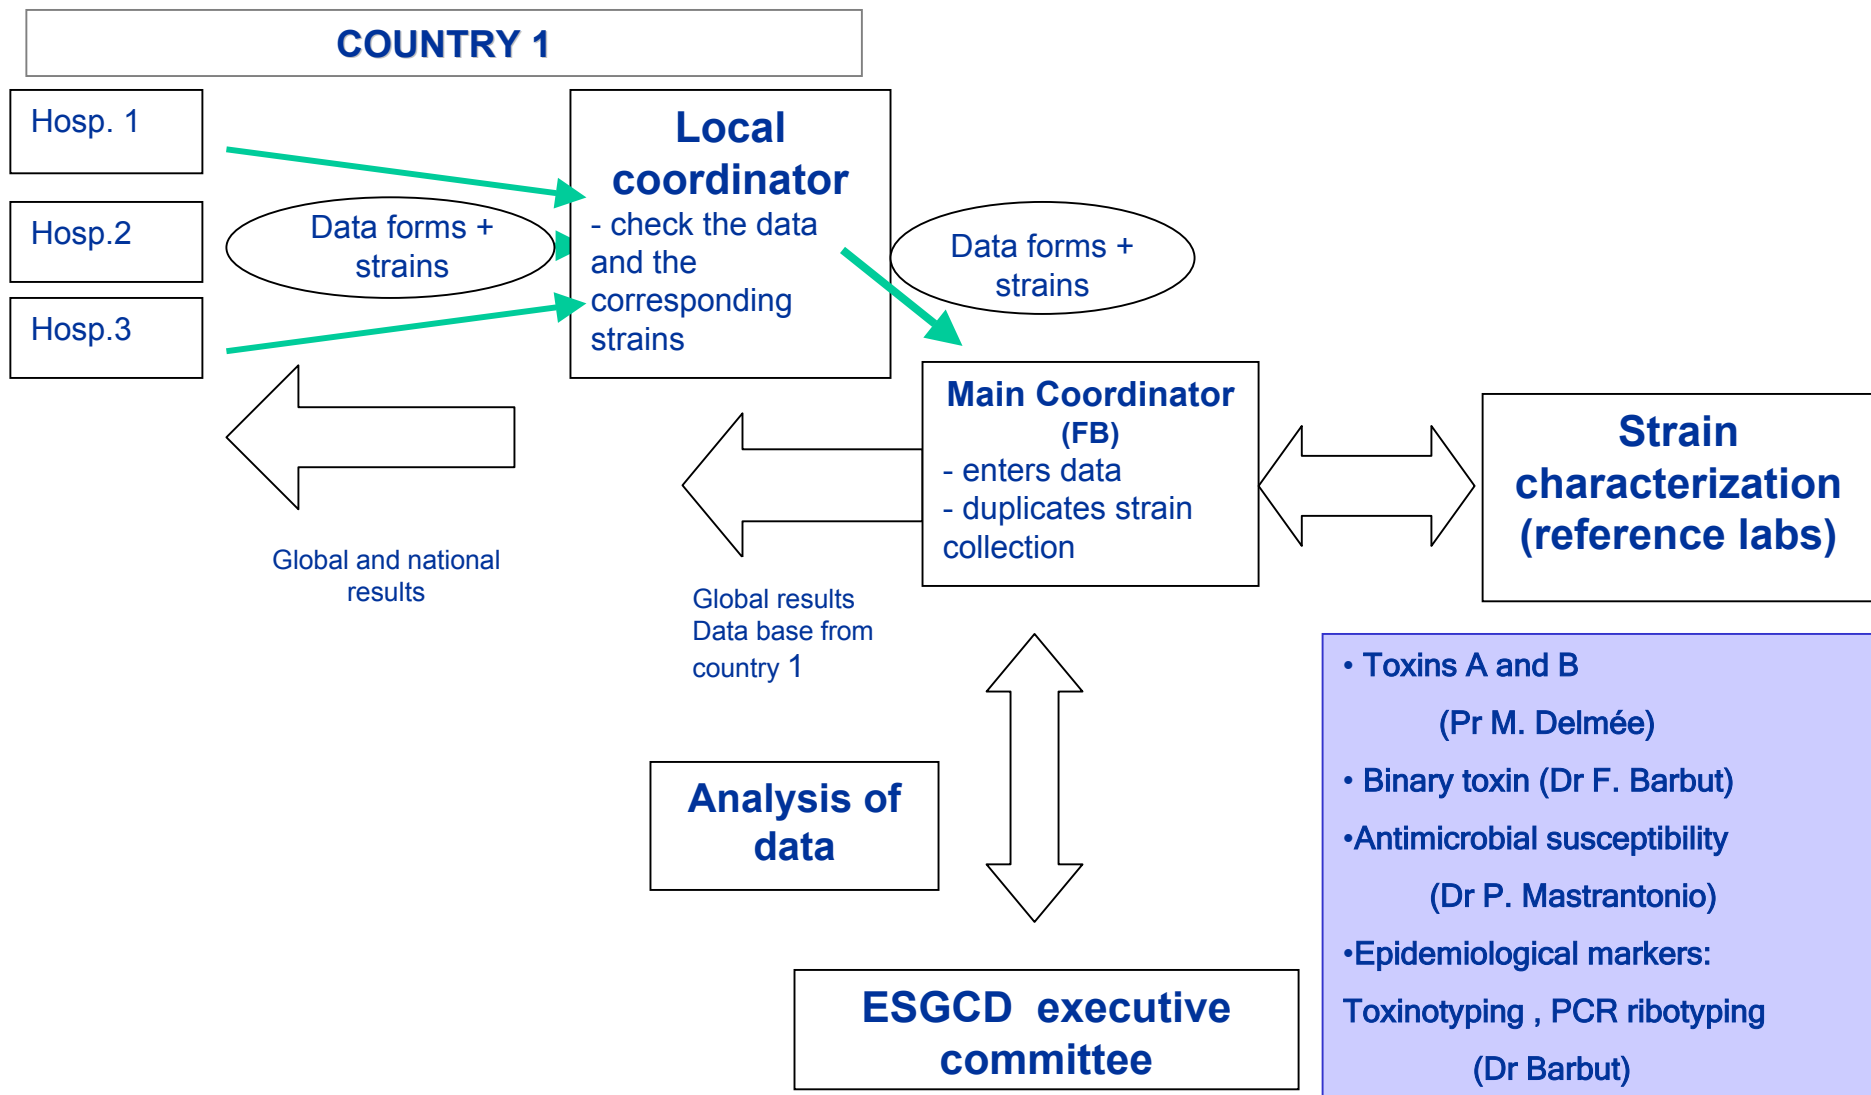 COUNTRY 1
Hosp. 1
Hosp.2
Hosp.3
Data forms +
strains
Local
coordinator
- check the data
and the
corresponding
strains
Data forms +
strains
Main Coordinator
(FB)
- enters data
- duplicates strain
collection
Strain
characterization
(reference labs)
Global and national
results
Global results
Data base from
country 1
Analysis of
data
ESGCD executive
committee
• Toxins A and B
(Pr M. Delmée)
• Binary toxin (Dr F. Barbut)
•Antimicrobial susceptibility
(Dr P. Mastrantonio)
•Epidemiological markers:
Toxinotyping , PCR ribotyping
(Dr Barbut)